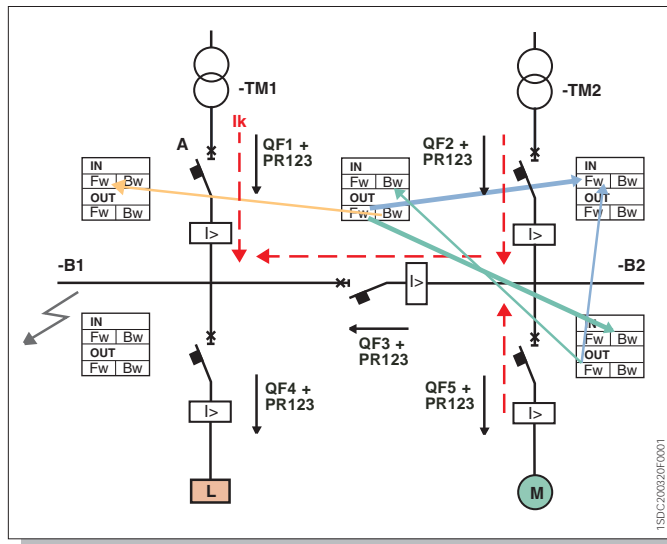 -TM1
-TM2
Ik
A
QF1 +
PR123
QF2 +
PR123
IN
Fw Bw
OUT
Fw Bw
IN
Fw Bw
OUT
Fw Bw
IN
Fw Bw
OUT
Fw Bw
I>
I>
-B1
I>
-B2
IN
Fw Bw
OUT
Fw Bw
IN
Fw Bw
OUT
Fw Bw
QF3 +
PR123
QF4 +
PR123
QF5 +
PR123
I>
I>
L
M
1SDC200320F0001